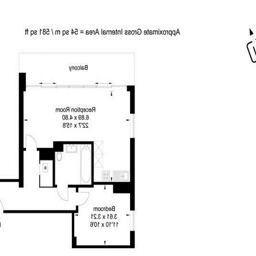 Approximate Gross Internal Area = 54 sq m / 581 sq ft
Balcony
Reception Room
6.89 x 4.80
22'7 x 15'8
Bedroom
3.61 x 3.21
11'10 x 10'6